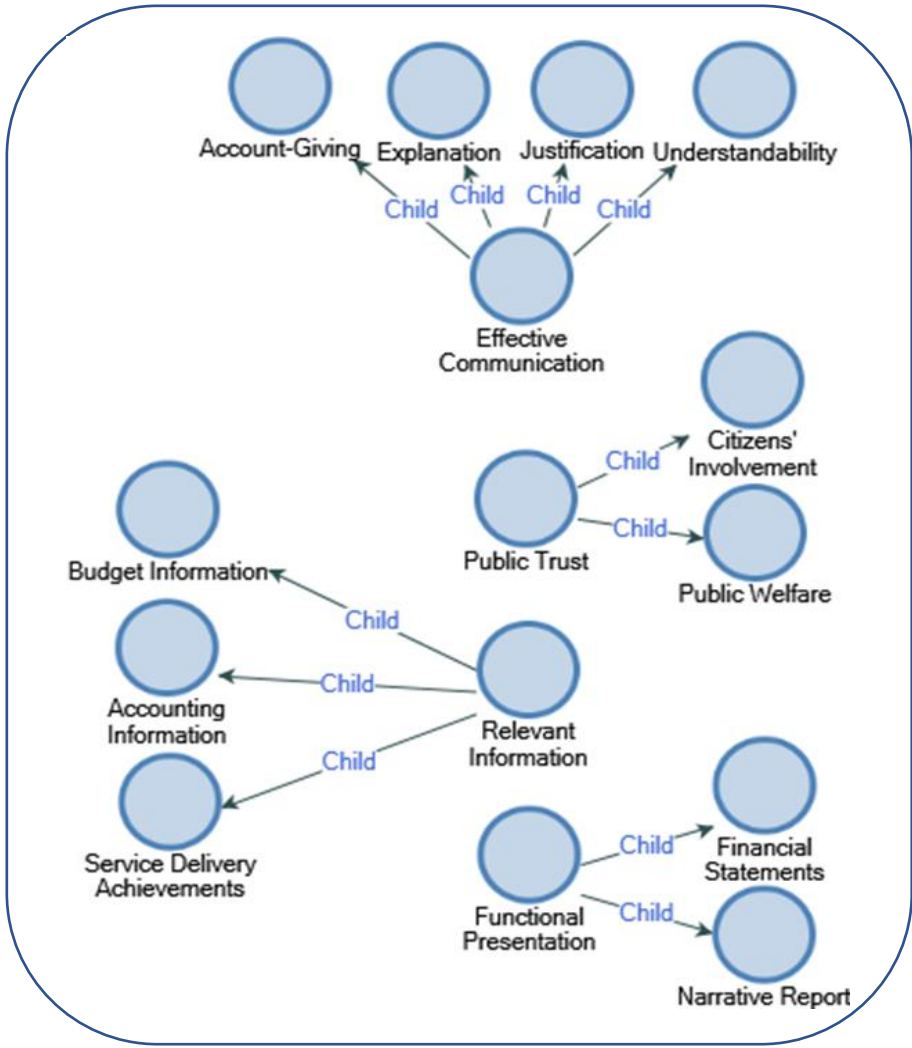 Account-Giving
Explanation
Justification
Understandability
Child
Child
Child
Child
Effective
Communication
Citizens'
Involvement
Child
Public Trust
Child
Public Welfare
Budget Information
Child
Accounting
Information
Child
Relevant
Information
Child
Service Delivery
Achievements
Child
Financial
Statements
Functional
Presentation
Child
Narrative Report